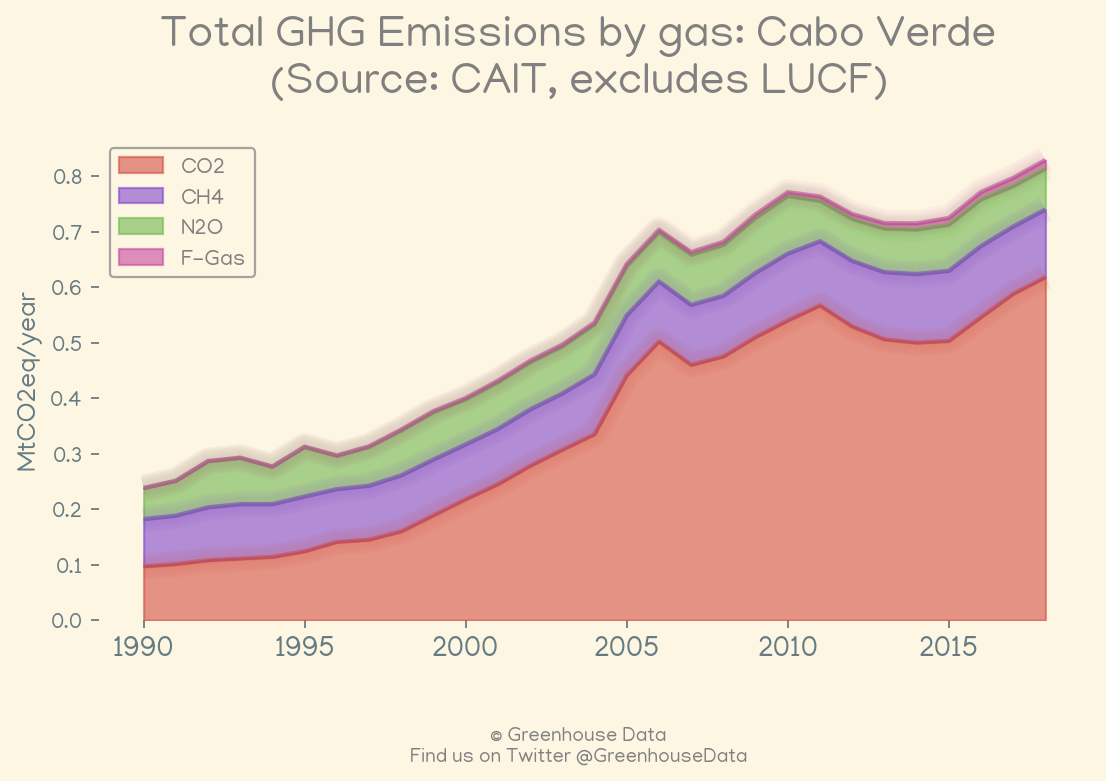 Total GHG Emissions by gas: Cabo Verde
(Source: CAIT, excludes LUCF)
CO2
CH4
N2O
F-Gas
MtCO2eq/year
0.8
0.7
0.6
0.5
0.4
0.3
0.2
0.1
0.0
1990 1995 2000 2005 2010 2015
© Greenhouse Data
Find us on Twitter @GreenhouseData